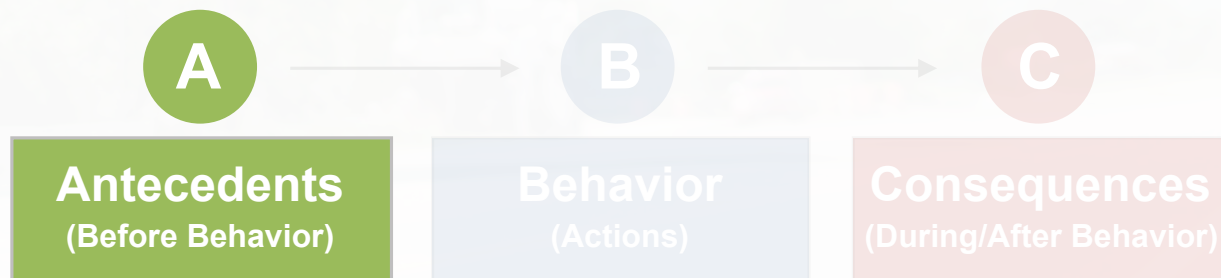 A
B
C
Antecedents
(Before Behavior)
Behavior
(Actions)
Consequences
(During/After Behavior)